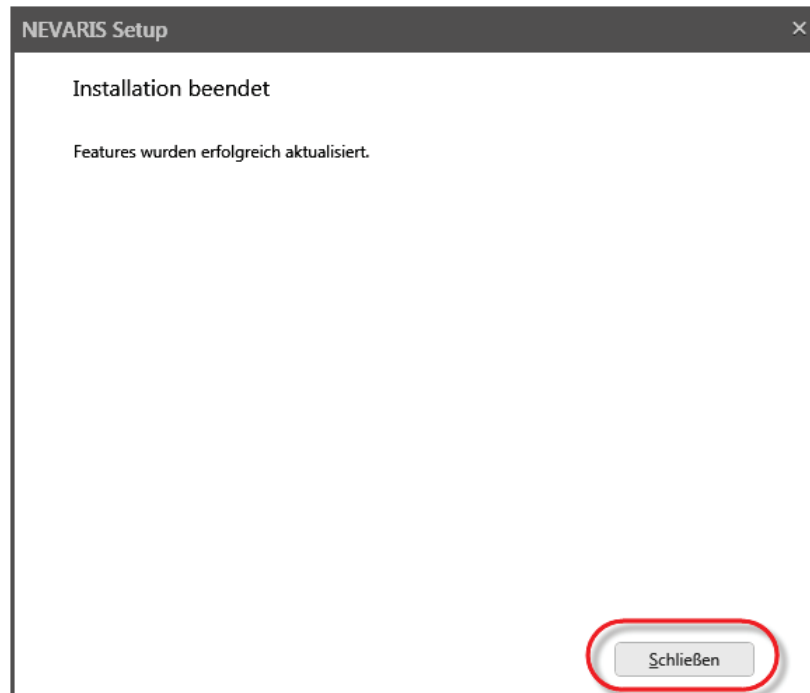 NEVARIS Setup
Installation beendet
Features wurden erfolgreich aktualisiert.
Schließen